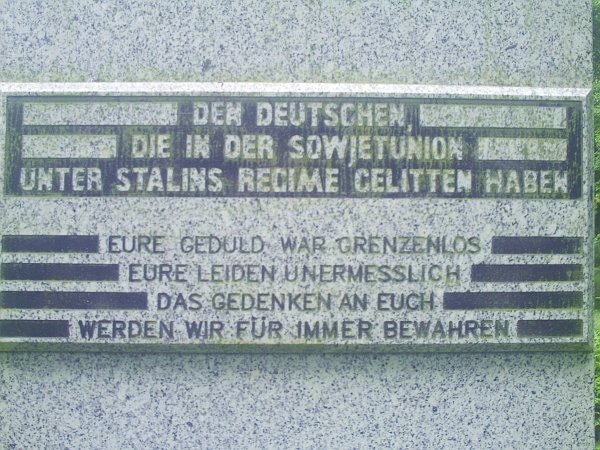 DEN DEUTSCHEN,
DIE IN DER SOWJETUNION
UNTER STALINS REGIME GELITTEN HABEN
EURE GEDULD WAR GRENZENLOS
EURE LEIDEN UNERMESSLICH
DAS GEDENKEN AN EUCH
WERDEN WIR FÜR IMMER BEWAHREN